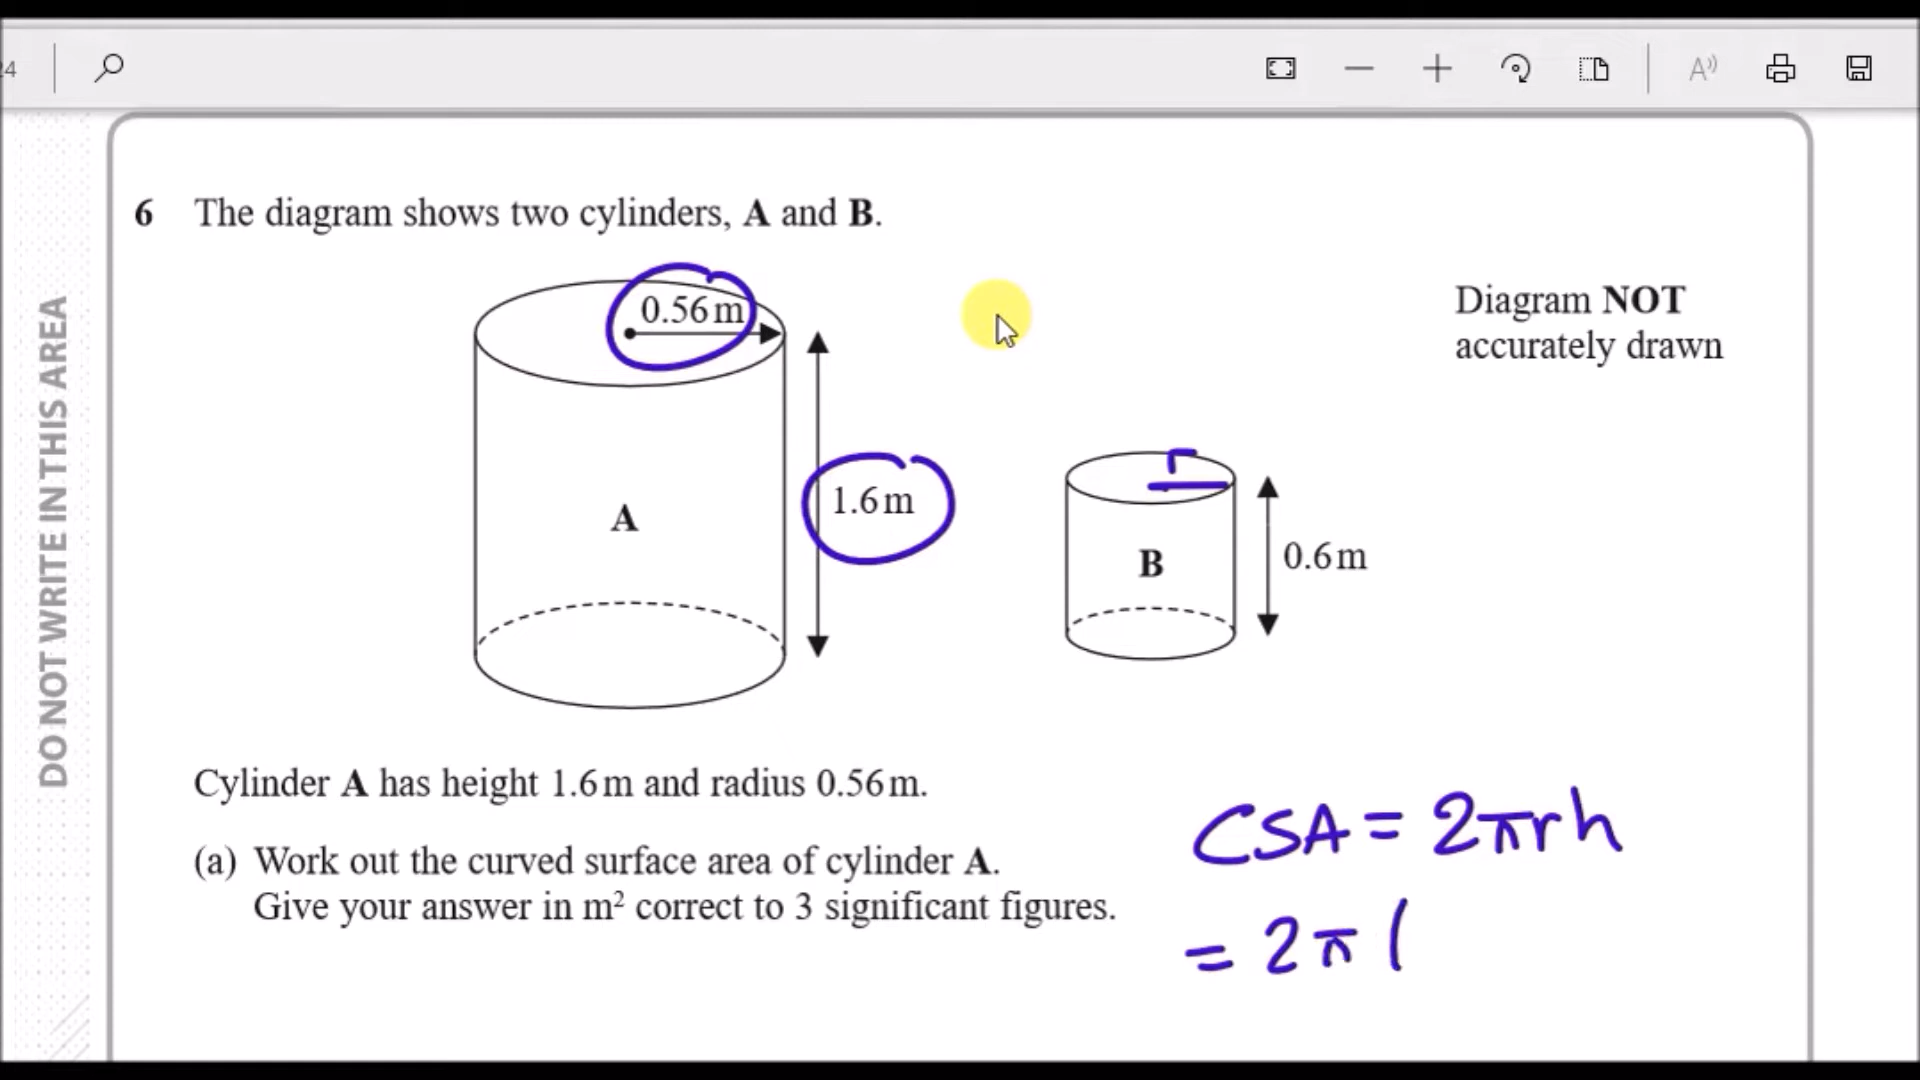 24
A
DO NOT WRITE IN THIS AREA
6 The diagram shows two cylinders, A and B.
Diagram NOT
accurately drawn
0.56 m
1.6 m
A
r
B
0.6 m
Cylinder A has height 1.6 m and radius 0.56 m.
(a) Work out the curved surface area of cylinder A.
Give your answer in m² correct to 3 significant figures.
CSA = 2πrh
= 2π(